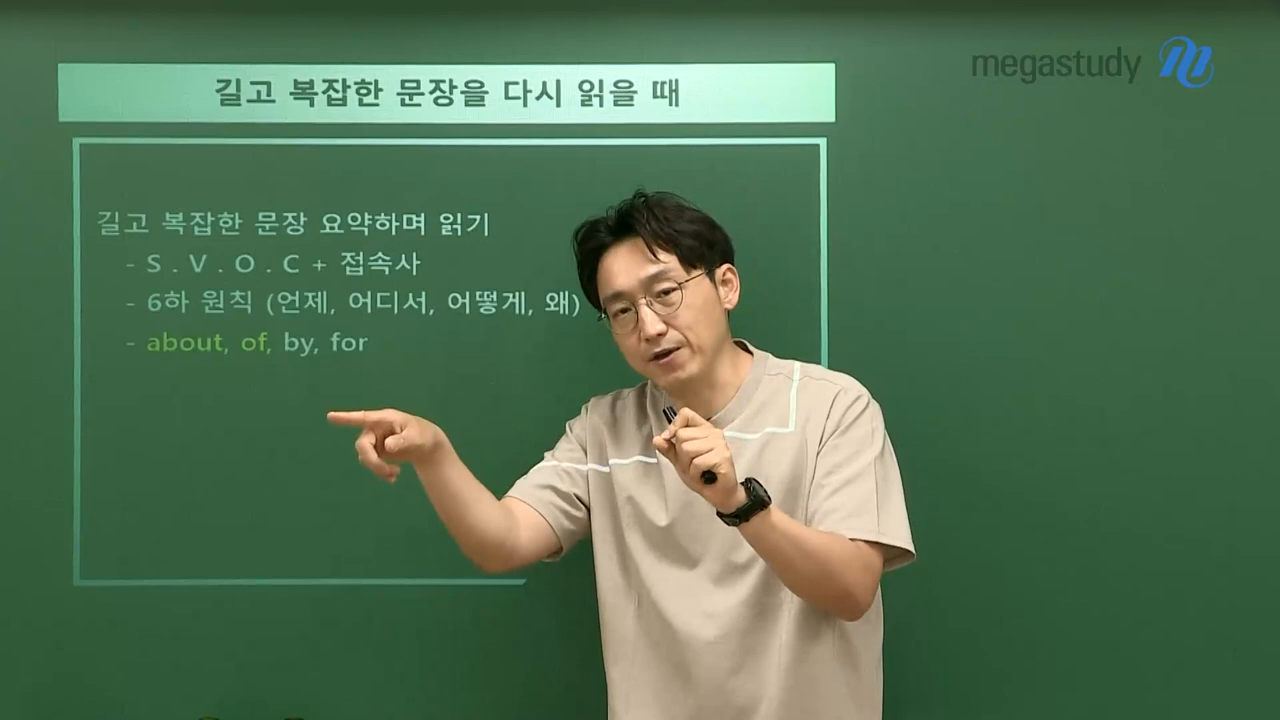 megastudy
길고 복잡한 문장을 다시 읽을 때
길고 복잡한 문장 요약하며 읽기
- S . V . O . C + 접속사
- 6하 원칙 (언제, 어디서, 어떻게, 왜)
- about, of, by, for